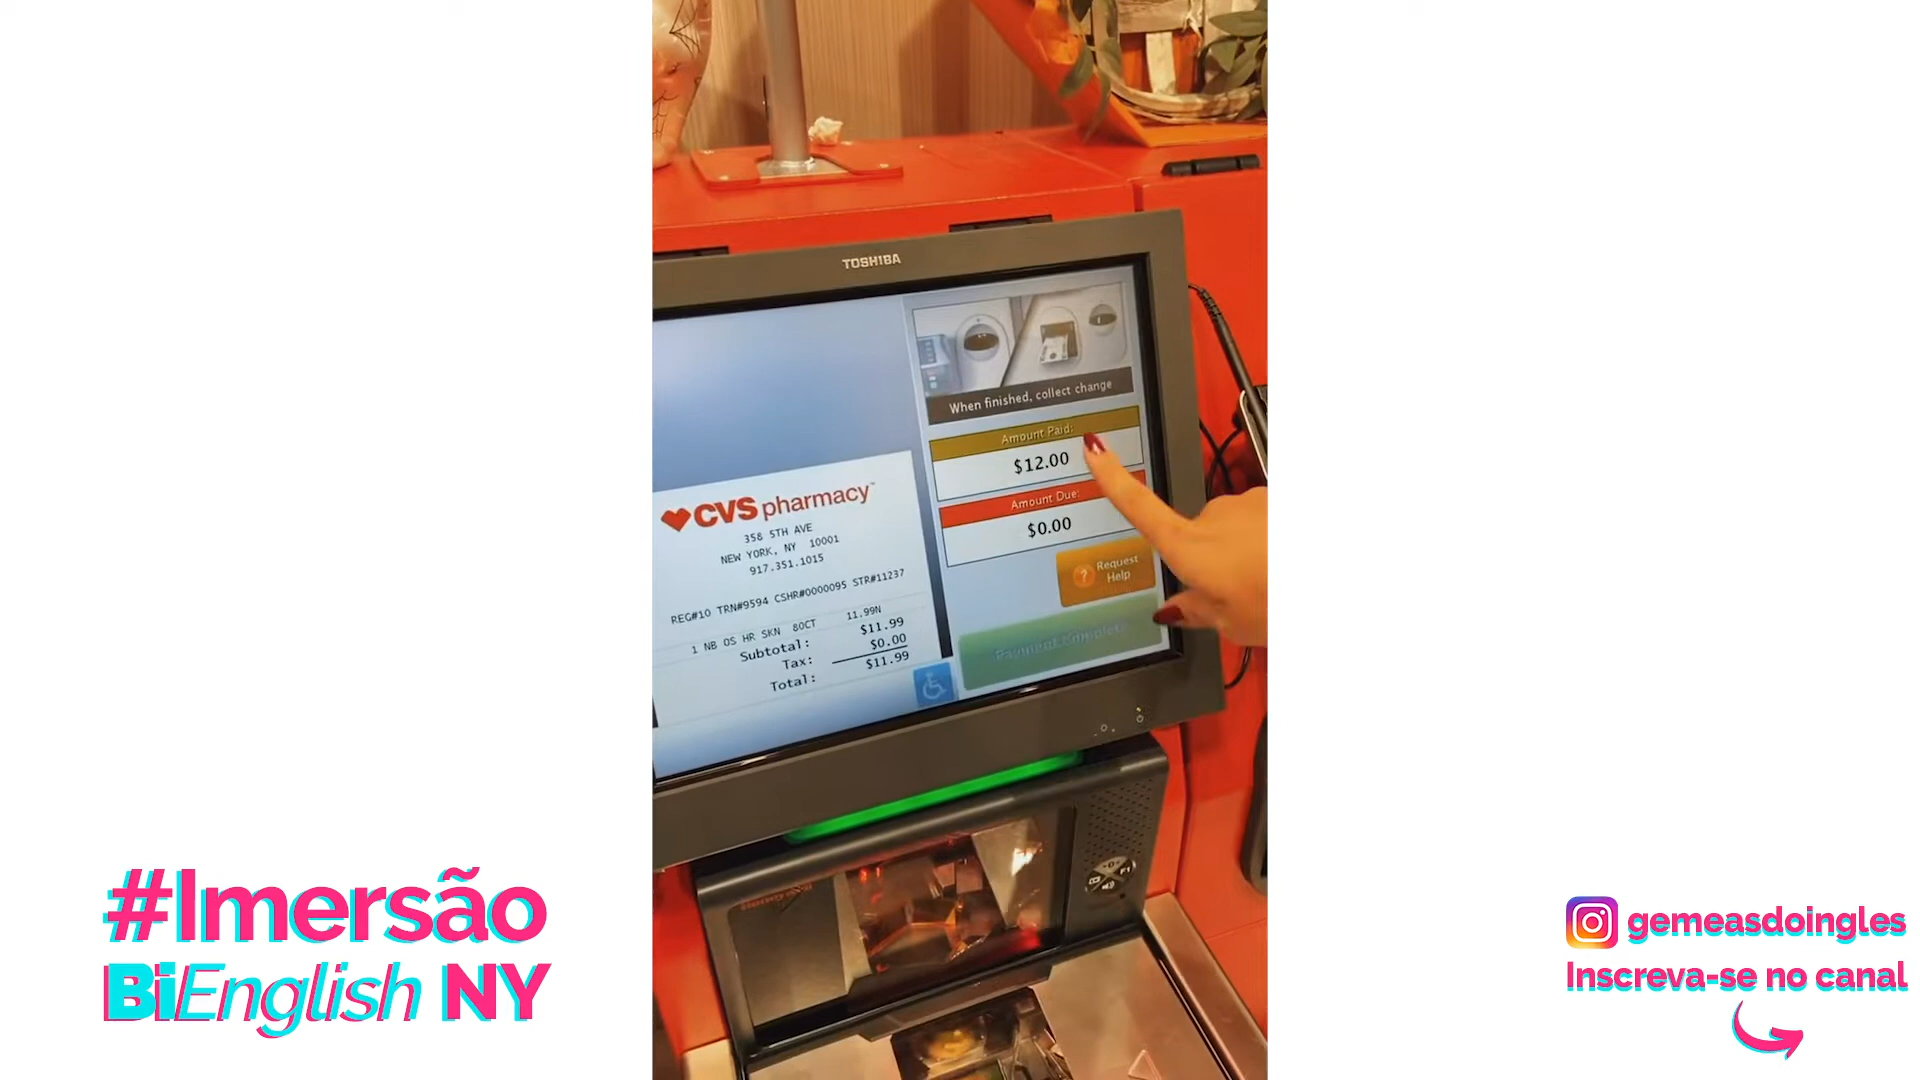 TOSHIBA
When finished, collect change
Amount Paid:
$12.00
Amount Due:
$0.00
Request
Help
Payment Complete
CVS pharmacy™
358 5TH AVE
NEW YORK, NY 10001
917.351.1015
REG#10 TRN#9594 CSHR#0000095 STR#11237
1 NB OS HR SKN 80CT 11.99N
Subtotal: $11.99
Tax: $0.00
Total: $11.99
#Imersão
BiEnglish NY
gemeasdoingles
Inscreva-se no canal